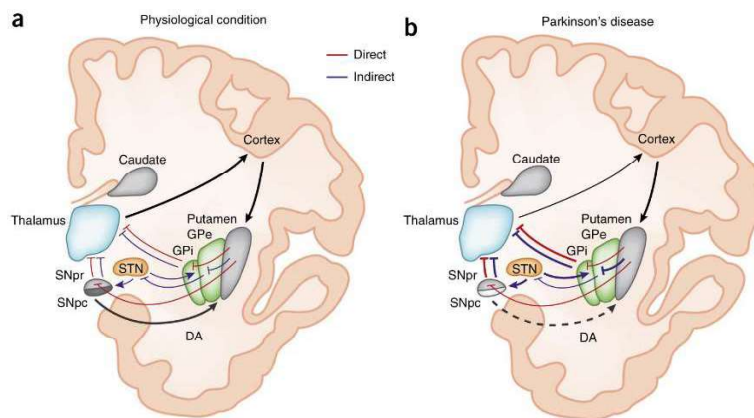 a
Physiological condition
Direct
Indirect
Cortex
Caudate
Thalamus
Putamen
GPe
GPi
SNpr
STN
SNpc
DA
b
Parkinson's disease
Cortex
Caudate
Thalamus
Putamen
GPe
GPi
SNpr
STN
SNpc
DA